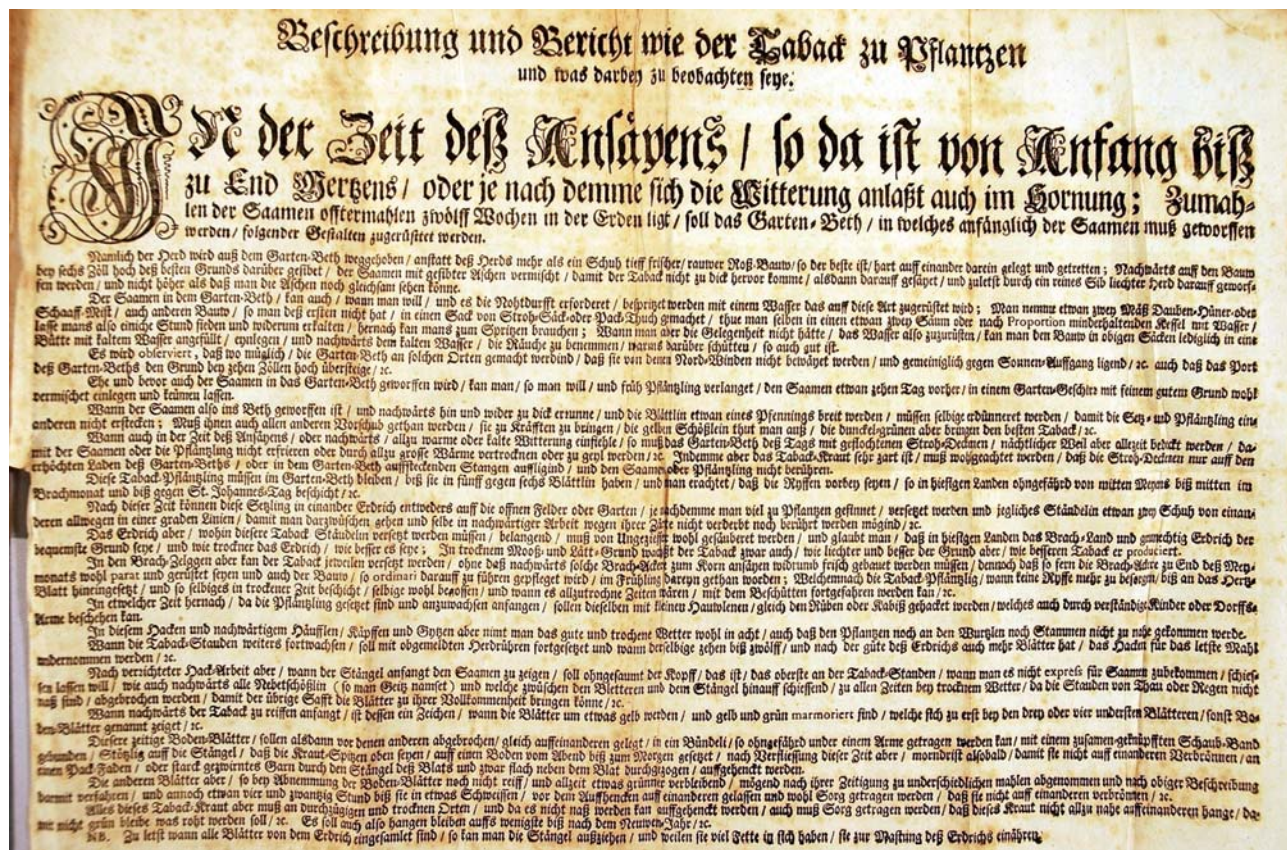 Beschreibung und Bericht wie der Taback zu Pflantzen
und was darbey zu beobachten seye.
IN der Zeit deß Ansäyens / so da ist von Anfang biß
zu End Mertzens / oder je nach demme sich die Witterung anlaßt auch im Hornung ; Zumah-
len der Saamen offtermahlen zwölff Wochen in der Erden ligt / soll das Garten-Beth / in welches anfänglich der Saamen muß geworffen
werden / folgender Gestalten zugerüstet werden.
Namlich der Herd wird auß dem Garten-Beth weggehoben / anstatt deß Herds mehr als ein Schuh tieff frischer / rauwer Roß-Bauw / so der beste ist / hart auff einander darein gelegt und getretten ; Nachwärts auff den Bauw
bey sechs Zöll hoch deß besten Grunds darüber gesibet / der Saamen mit gesibter Aschen vermischt / damit der Taback nicht zu dick hervor komme / alsdann darauff gesäyet / und zuletst durch ein reines Sib liechter Herd darauff geworf-
fen werden / und nicht höher als daß man die Aschen noch gleichsam sehen könne.
Der Saamen in dem Garten-Beth / kan auch / wann man will / und es die Nohtdurfft erforderet / besprizet werden mit einem Wasser das auff diese Art zugerüstet wird ; Man nemme etwan zwey Mäß Dauben-Hüner-oder
Schaaff-Mist / auch anderen Bauw / so man deß ersten nicht hat / in einen Sack von Stroh-Säck-oder Pack-Thuch gemachet / thue man selben in einen etwan zwey Säum oder nach Proportion minderhaltenden Kessel mit Wasser /
lasse mans also einiche Stund sieden und widerum erkalten / hernach kan mans zum Spritzen brauchen ; Wann man aber die Gelegenheit nicht hätte / das Wasser also zuzurüsten / kan man den Bauw in obigen Säcken lediglich in eine
Bütte mit kaltem Wasser angefüllt / eynlegen / und nachwärts dem kalten Wasser / die Räuche zu benemmen / warms darüber schütten / so auch gut ist.
Es wird observiert / daß wo müglich / die Garten-Beth an solchen Orten gemacht werdind / daß sie von denen Nord-Winden nicht bewäyet werden / und gemeiniglich gegen Sonnen-Auffgang ligend / ꝛc. auch daß das Port
deß Garten-Beths den Grund bey zehen Zöllen hoch übersteige / ꝛc.
Ehe und bevor auch der Saamen in das Garten-Beth geworffen wird / kan man / so man will / und früh Pfläntzling verlanget / den Saamen etwan zehen Tag vorher / in einem Garten-Geschirr mit feinem gutem Grund wohl
vermischet einlegen und keümen lassen.
Wann der Saamen also ins Beth geworffen ist / und nachwärts hin und wider zu dick errunne / und die Blättlin etwan eines Pfennings breit werden / müssen selbige erdünneret werden / damit die Setz- und Pfläntzling ein-
anderen nicht erstecken ; Muß ihnen auch allen anderen Vorschub gethan werden / sie zu Kräfften zu bringen / die gelben Schößlein thut man auß / die dunckel-grünen aber bringen den besten Taback / ꝛc.
Wann auch in der Zeit deß Ansäyens / oder nachwärts / allzu warme oder kalte Witterung einfiehle / so muß das Garten-Beth deß Tags mit geflochtenen Stroh-Deckenen / nächtlicher Weil aber allezeit bedeckt werden / da-
mit der Saamen oder die Pfläntzling nicht erfrieren oder durch allzu grosse Wärme vertrocknen oder zu geyl werden / ꝛc. Indemme aber das Taback-Kraut sehr zart ist / muß wohgeachtet werden / daß die Stroh-Deckenen nur auff den
erhöchten Laden deß Garten-Beths / oder in dem Garten-Beth auffsteckenden Stangen auffligind / und den Saamen oder Pfläntzling nicht berühren.
Diese Taback-Pfläntzling müssen im Garten-Beth bleiben / biß sie in fünff gegen sechs Blättlin haben / und man erachtet / daß die Ryffen vorbey seyen / so in hiesigen Landen ohngefährd von mitten Meyens biß mitten im
Brachmonat und biß gegen St. Johannes-Tag beschicht / ꝛc.
Nach dieser Zeit können diese Setzling in einander Erdrich entweders auff die offnen Felder oder Garten / je nachdemme man viel zu Pflantzen gesinnet / versetzet werden und jegliches Ständelin etwan zwey Schuh von einan-
deren allwegen in einer graden Linien / damit man darzwüschen gehen und selbe in nachwärtiger Arbeit wegen ihrer Zärte nicht verderbt noch berührt werden mögind / ꝛc.
Das Erdrich aber / wohin diesere Taback Ständelin versetzt werden müssen / belangend / muß von Ungeziefer wohl gesäuberet werden / und glaubt man / daß in hiesigen Landen das Brach-Land und gemechtig Erdrich der
bequemste Grund seye / und wie trockner das Erdrich / wie besser es seye ; In trocknem Mooß- und Lätt-Grund wachßt der Taback zwar auch / wie liechter und besser der Grund aber / wie besseren Taback er produciert.
In den Brach-Zelggen aber kan der Taback jeweilen versetzt werden / ohne daß nachwärts solche Brach-Äcker zum Korn ansäyen widrund frisch gebauet werden müssen / dennoch daß so fern die Brach-Äcker zu End deß Mey-
monats wohl parat und gerüstet seyen und auch der Bauw / so ordinari darauff zu führen gepfleget wird / im Frühling dareyn gethan worden ; Welchemnach die Taback-Pfläntzlig / wann keine Ryffe mehr zu besorgen / biß an das Hertz-
Blatt hineingesetzt / und so selbiges in trockener Zeit beschicht / selbige wohl begossen / und wann es allzutrockne Zeiten wären / mit dem Beschütten fortgefahren werden kan / ꝛc.
In etwelcher Zeit hernach / da die Pfläntzling gesetzt sind und anzuwachsen anfangen / sollen dieselben mit kleinen Hauwlenen / gleich den Rüben oder Kabiß gehacket werden / welches auch durch verständige Kinder oder Dorffs-
Arme beschehen kan.
In diesem Hacken und nachwärtigem Häufflen / Käpffen und Gytzen aber nimt man das gute und trockene Wetter wohl in acht / auch daß den Pflantzen noch an den Wurtzlen noch Stammen nicht zu nahe gekommen werde.
Wann die Taback-Stauden weiters fortwachsen / soll mit obgemeldten Herdrühren fortgesetzt und wann derselbige zehen biß zwölff / und nach der güte deß Erdrichs auch mehr Blätter hat / das Hacken für das letste Mahl
undernommen werden / ꝛc.
Nach verzichteter Hack-Arbeit aber / wann der Stängel anfangt den Saamen zu zeigen / soll ohngesaumt der Kopff / das ist / das oberste an der Taback-Stauden / wann man es nicht expreß für Saamen zubekommen / schies-
sen lassen will / wie auch nachwärts alle Nebetschößlin (so man Geitz namset) und welche zwüschen den Bletteren und dem Stängel hinauff schiessend / zu allen Zeiten bey trocknem Wetter / da die Stauden von Thau oder Regen nicht
naß sind / abgebrochen werden / damit der übrige Safft die Blätter zu ihrer Vollkommenheit bringen könne / ꝛc.
Wann nachwärts der Taback zu reiffen anfangt / ist dessen ein Zeichen / wann die Blätter um etwas gelb werden / und gelb und grün marmoriert sind / welche sich zu erst bey den drey oder vier understen Blätteren / sonst Bo-
den-Blätter genannt zeiget / ꝛc.
Diesere zeitige Boden-Blätter / sollen alsdann vor denen anderen abgebrochen / gleich auffeinanderen gelegt / in ein Bündeli / so ohngefährd under einem Arme getragen werden kan / mit einem zusamen-geknüpfften Schaub-Band
gebunden / Stötzlig auff die Stängel / daß die Kraut-Spitzen oben seyen / auff einen Boden vom Abend biß zum Morgen gesetzet / nach Verfliessung dieser Zeit aber / morndrist alsobald / damit sie nicht auff einanderen Verbrönnen / an
einen Pack-Faden / oder starck gezwirntes Garn durch den Stängel deß Blats und zwar flach neben dem Blat durchgezogen / auffgehenckt werden.
Die anderen Blätter aber / so bey Abnemmung der Boden-Blätter noch nicht reiff / und allzeit etwas grüner verbleibend / mögend nach ihrer Zeitigung zu underschiedlichen mahlen abgenommen und nach obiger Beschreibung
darmit verfahren / und annoch etwan vier und zwantzig Stund biß sie in etwas Schweissen / vor dem Auffhencken auff einanderen gelassen und wohl Sorg getragen werden / daß sie nicht auff einanderen verbrönnen / ꝛc.
Alles dieses Taback-Kraut aber muß an durchlüggigen und trocknen Orten / und da es nicht naß werden kan / auffgehenckt werden / auch muß Sorg getragen werden / daß dieses Kraut nicht allzu nahe auffeinanderen hange / da-
mit nicht grün bleibe was roht werden soll / ꝛc. Es soll auch also hangen bleiben auffs wenigste biß nach dem Neuwen-Jahr / ꝛc.
NB. Zu letst wann alle Blätter von dem Erdrich eingesamlet sind / so kan man die Stängel außziehen / und weilen sie viel Fette in sich haben / sie zur Mastung deß Erdrichs einähren.